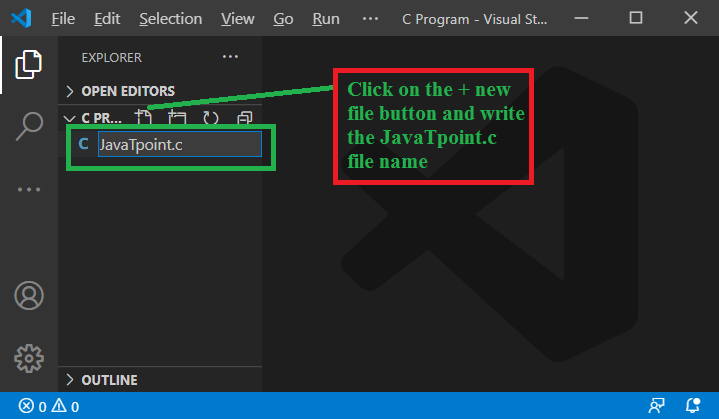 File Edit Selection View Go Run ··· C Program - Visual St...
EXPLORER ···
OPEN EDITORS
C PR...
C JavaTpoint.c
Click on the + new
file button and write
the JavaTpoint.c
file name
OUTLINE
0 0